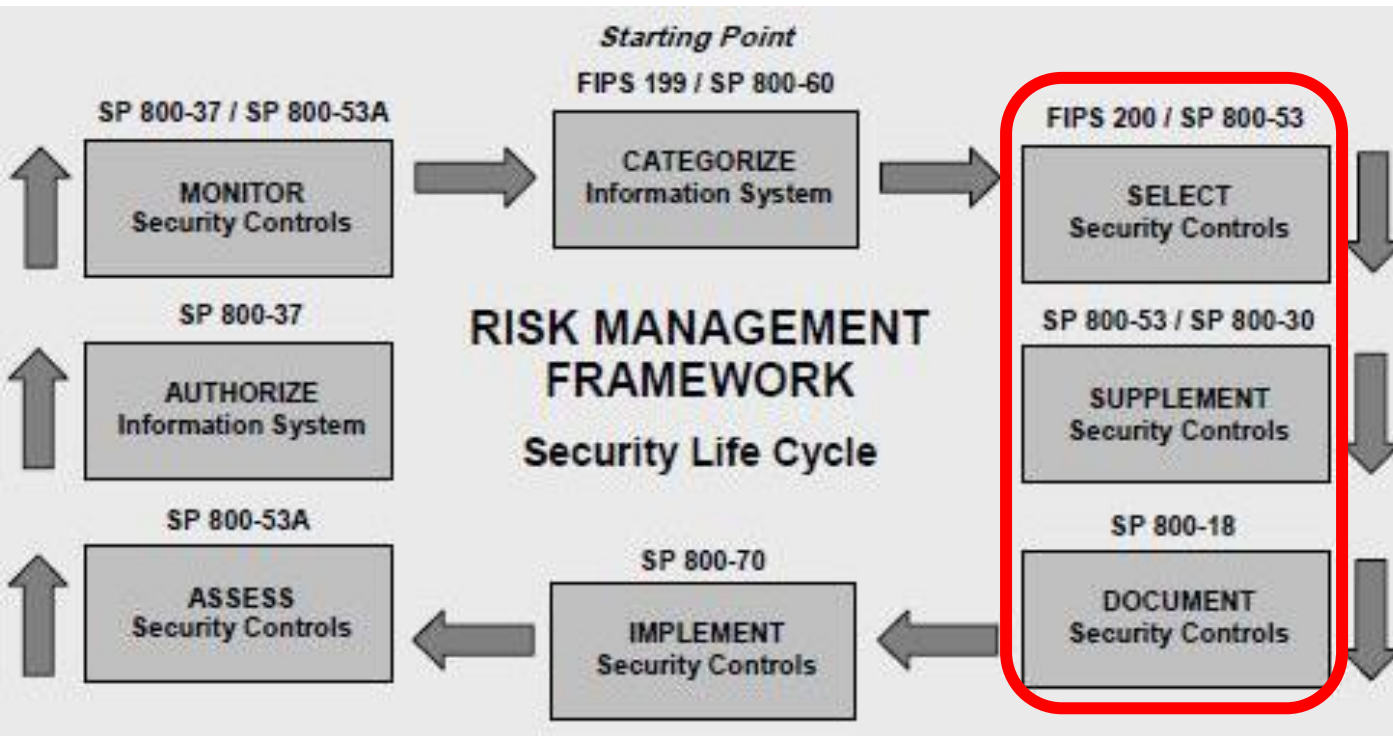 Starting Point
FIPS 199 / SP 800-60
CATEGORIZE
Information System
FIPS 200 / SP 800-53
SELECT
Security Controls
SP 800-53 / SP 800-30
SUPPLEMENT
Security Controls
SP 800-18
DOCUMENT
Security Controls
SP 800-70
IMPLEMENT
Security Controls
SP 800-53A
ASSESS
Security Controls
SP 800-37
AUTHORIZE
Information System
SP 800-37 / SP 800-53A
MONITOR
Security Controls
RISK MANAGEMENT
FRAMEWORK
Security Life Cycle